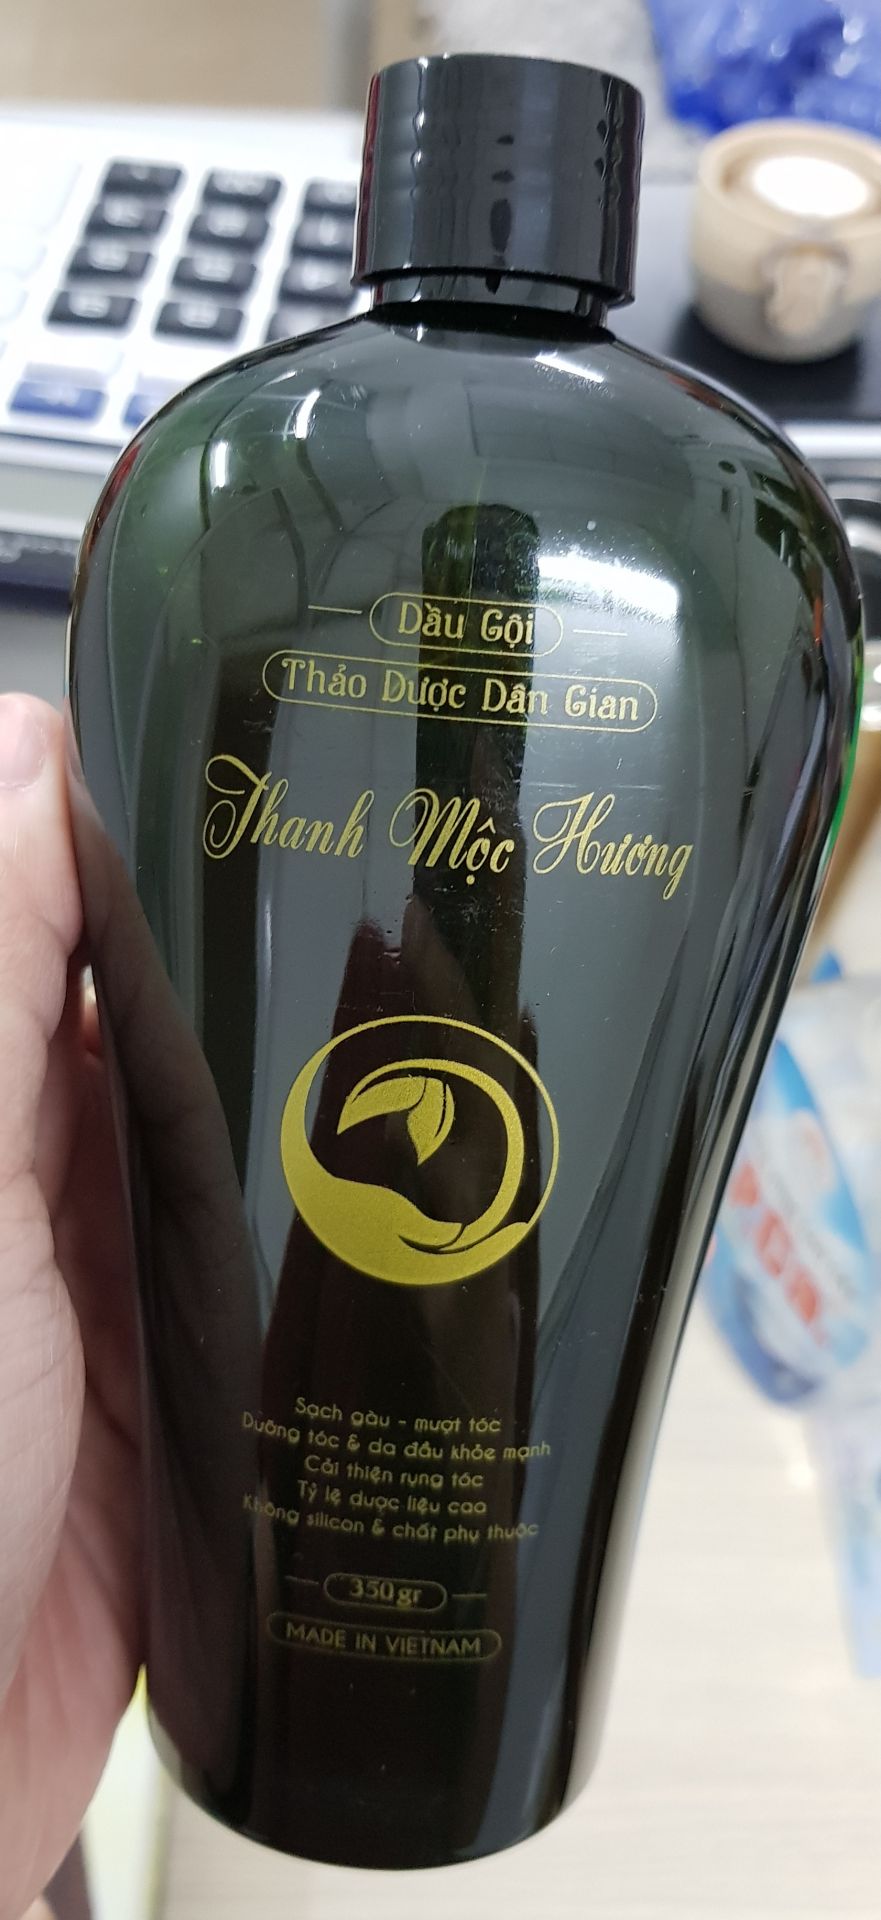 Dầu Gội
Thảo Dược Dân Gian
Thanh Mộc Hương
Sạch gàu - mượt tóc
Dưỡng tóc & da đầu khỏe mạnh
Cải thiện rụng tóc
Tỷ lệ dược liệu cao
Không silicon & chất phụ thuộc
350gr
MADE IN VIETNAM